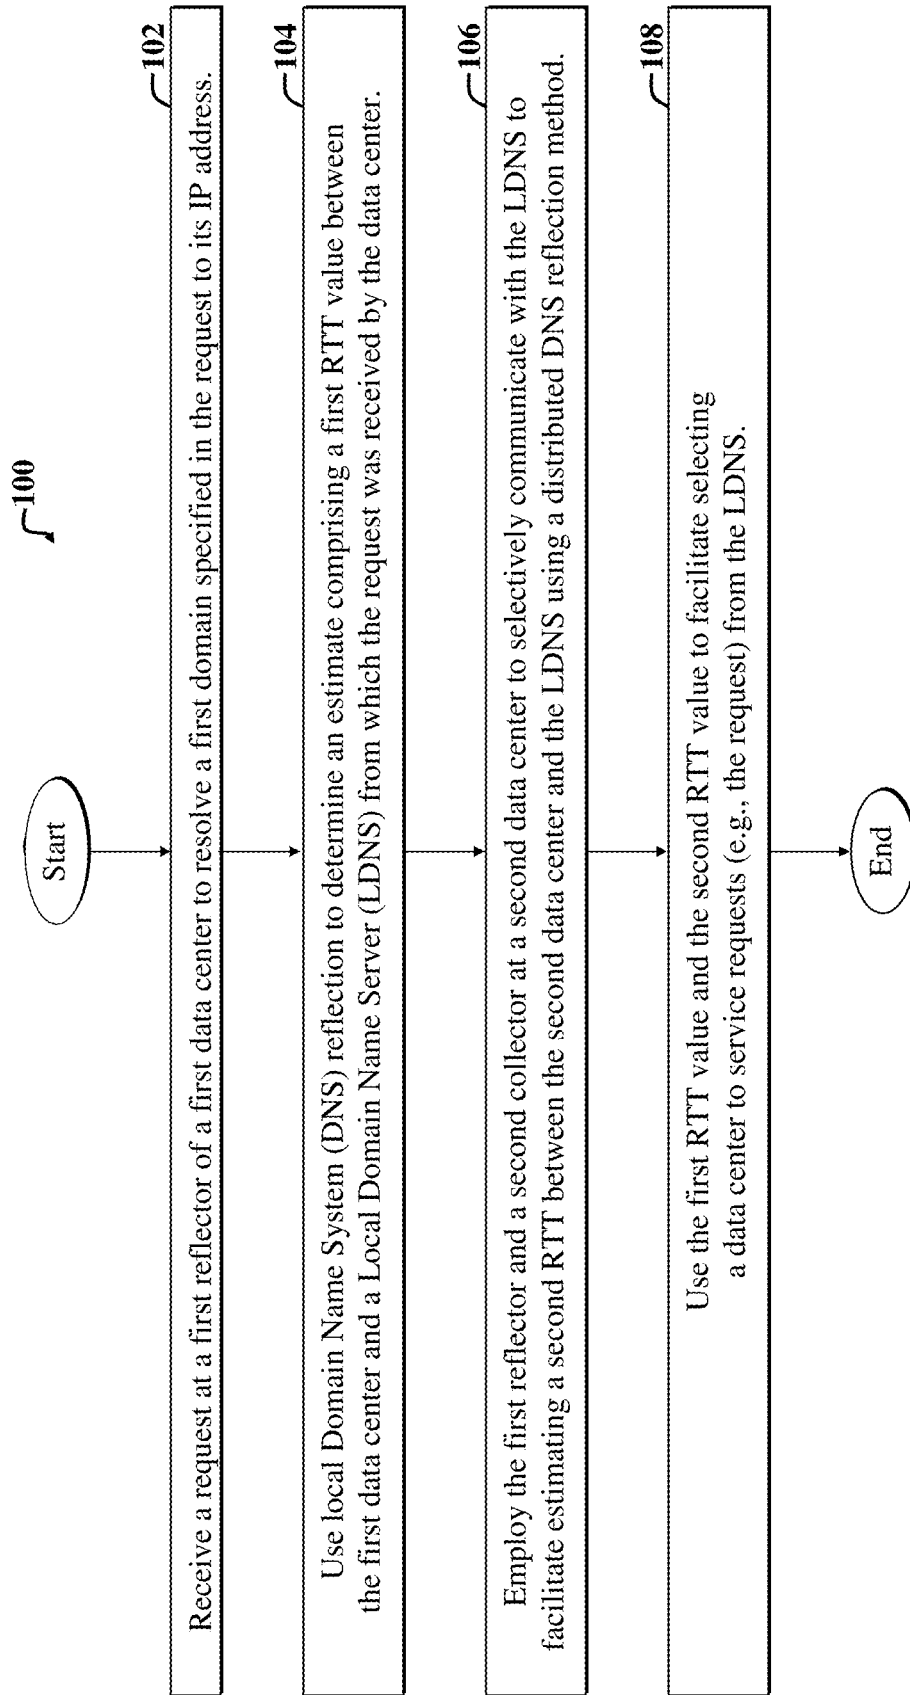 100
Start
102
Receive a request at a first reflector of a first data center to resolve a first domain specified in the request to its IP address.
104
Use local Domain Name System (DNS) reflection to determine an estimate comprising a first RTT value between
the first data center and a Local Domain Name Server (LDNS) from which the request was received by the data center.
106
Employ the first reflector and a second collector at a second data center to selectively communicate with the LDNS to
facilitate estimating a second RTT between the second data center and the LDNS using a distributed DNS reflection method.
108
Use the first RTT value and the second RTT value to facilitate selecting
a data center to service requests (e.g., the request) from the LDNS.
End